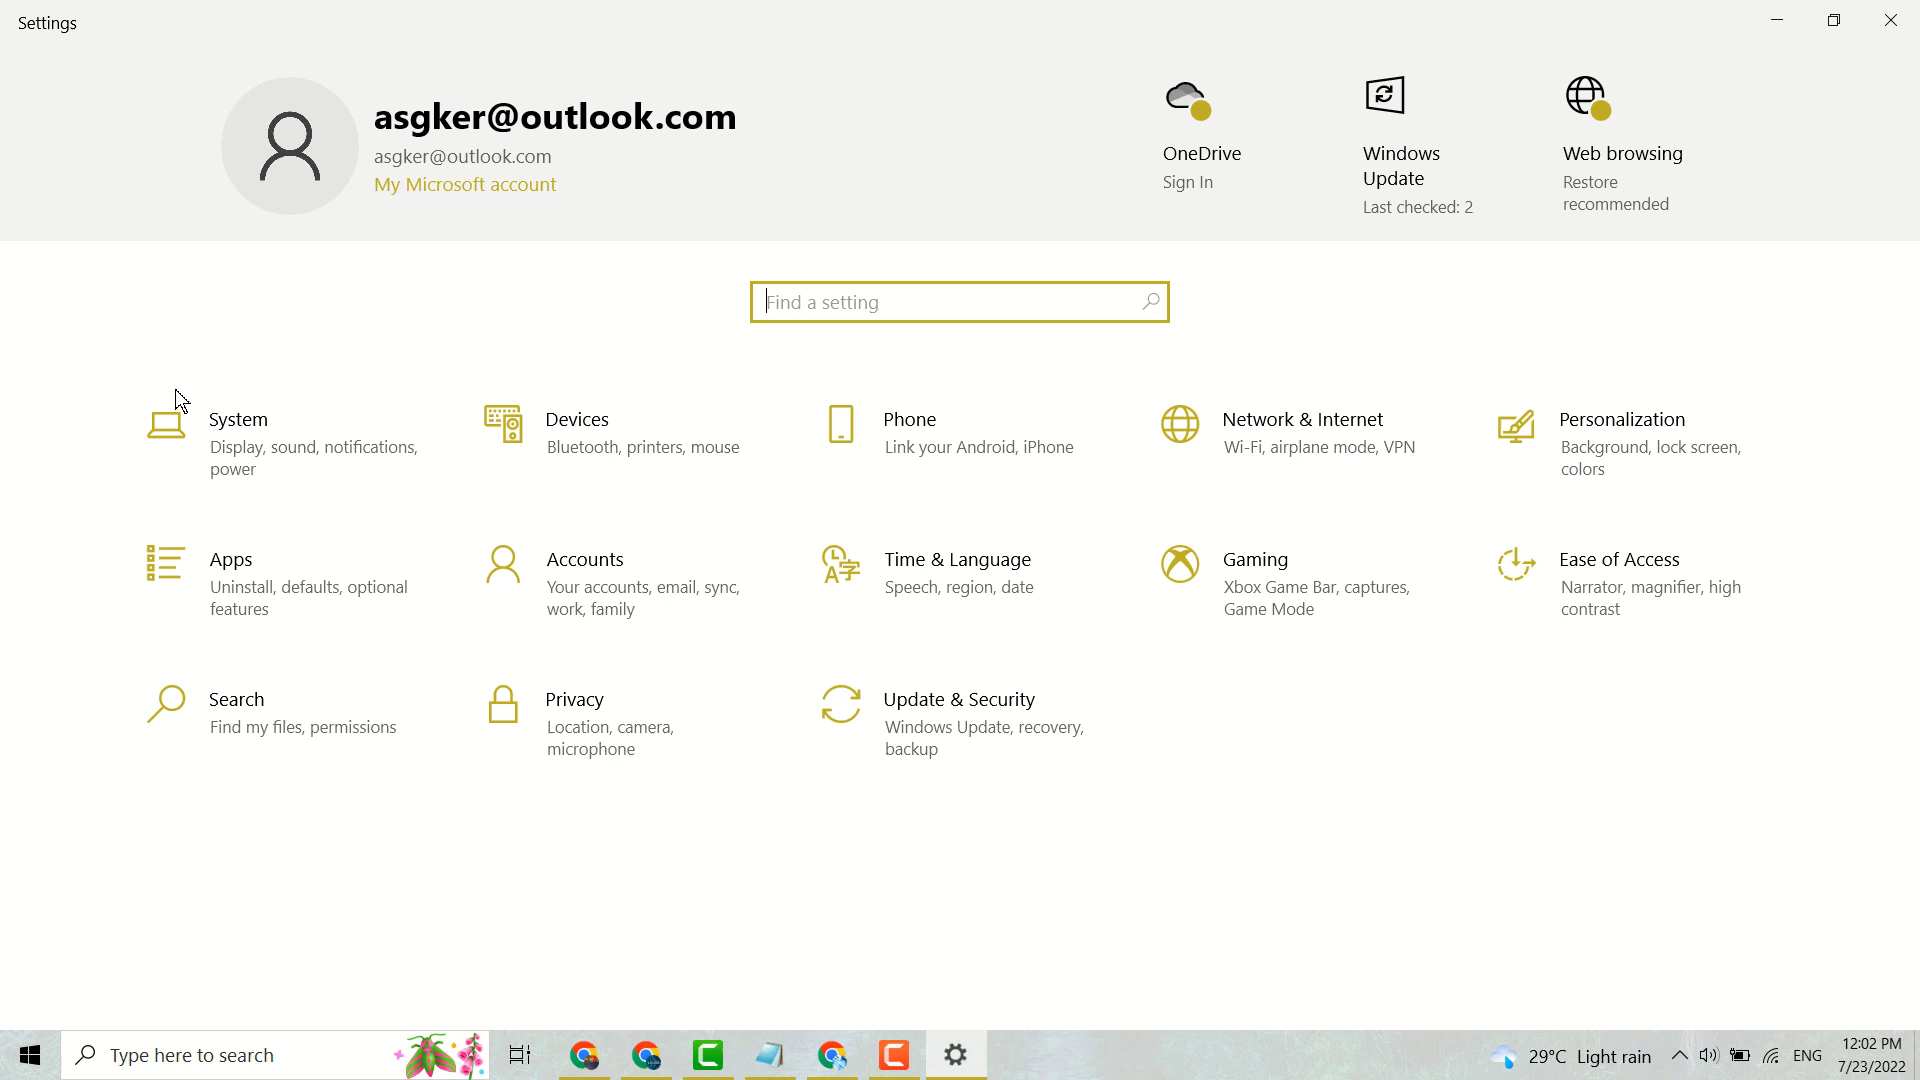 Settings
asgker@outlook.com
asgker@outlook.com
My Microsoft account
OneDrive
Sign In
Windows
Update
Last checked: 2
Web browsing
Restore
recommended
Find a setting
System
Display, sound, notifications,
power
Devices
Bluetooth, printers, mouse
Phone
Link your Android, iPhone
Network & Internet
Wi-Fi, airplane mode, VPN
Personalization
Background, lock screen,
colors
Apps
Uninstall, defaults, optional
features
Accounts
Your accounts, email, sync,
work, family
Time & Language
Speech, region, date
Gaming
Xbox Game Bar, captures,
Game Mode
Ease of Access
Narrator, magnifier, high
contrast
Search
Find my files, permissions
Privacy
Location, camera,
microphone
Update & Security
Windows Update, recovery,
backup
Type here to search
29°C Light rain
ENG
12:02 PM
7/23/2022